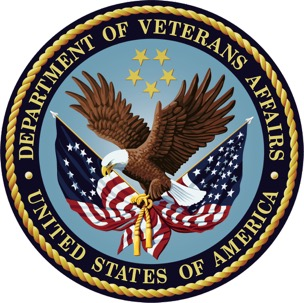 DEPARTMENT OF VETERANS AFFAIRS
UNITED STATES OF AMERICA